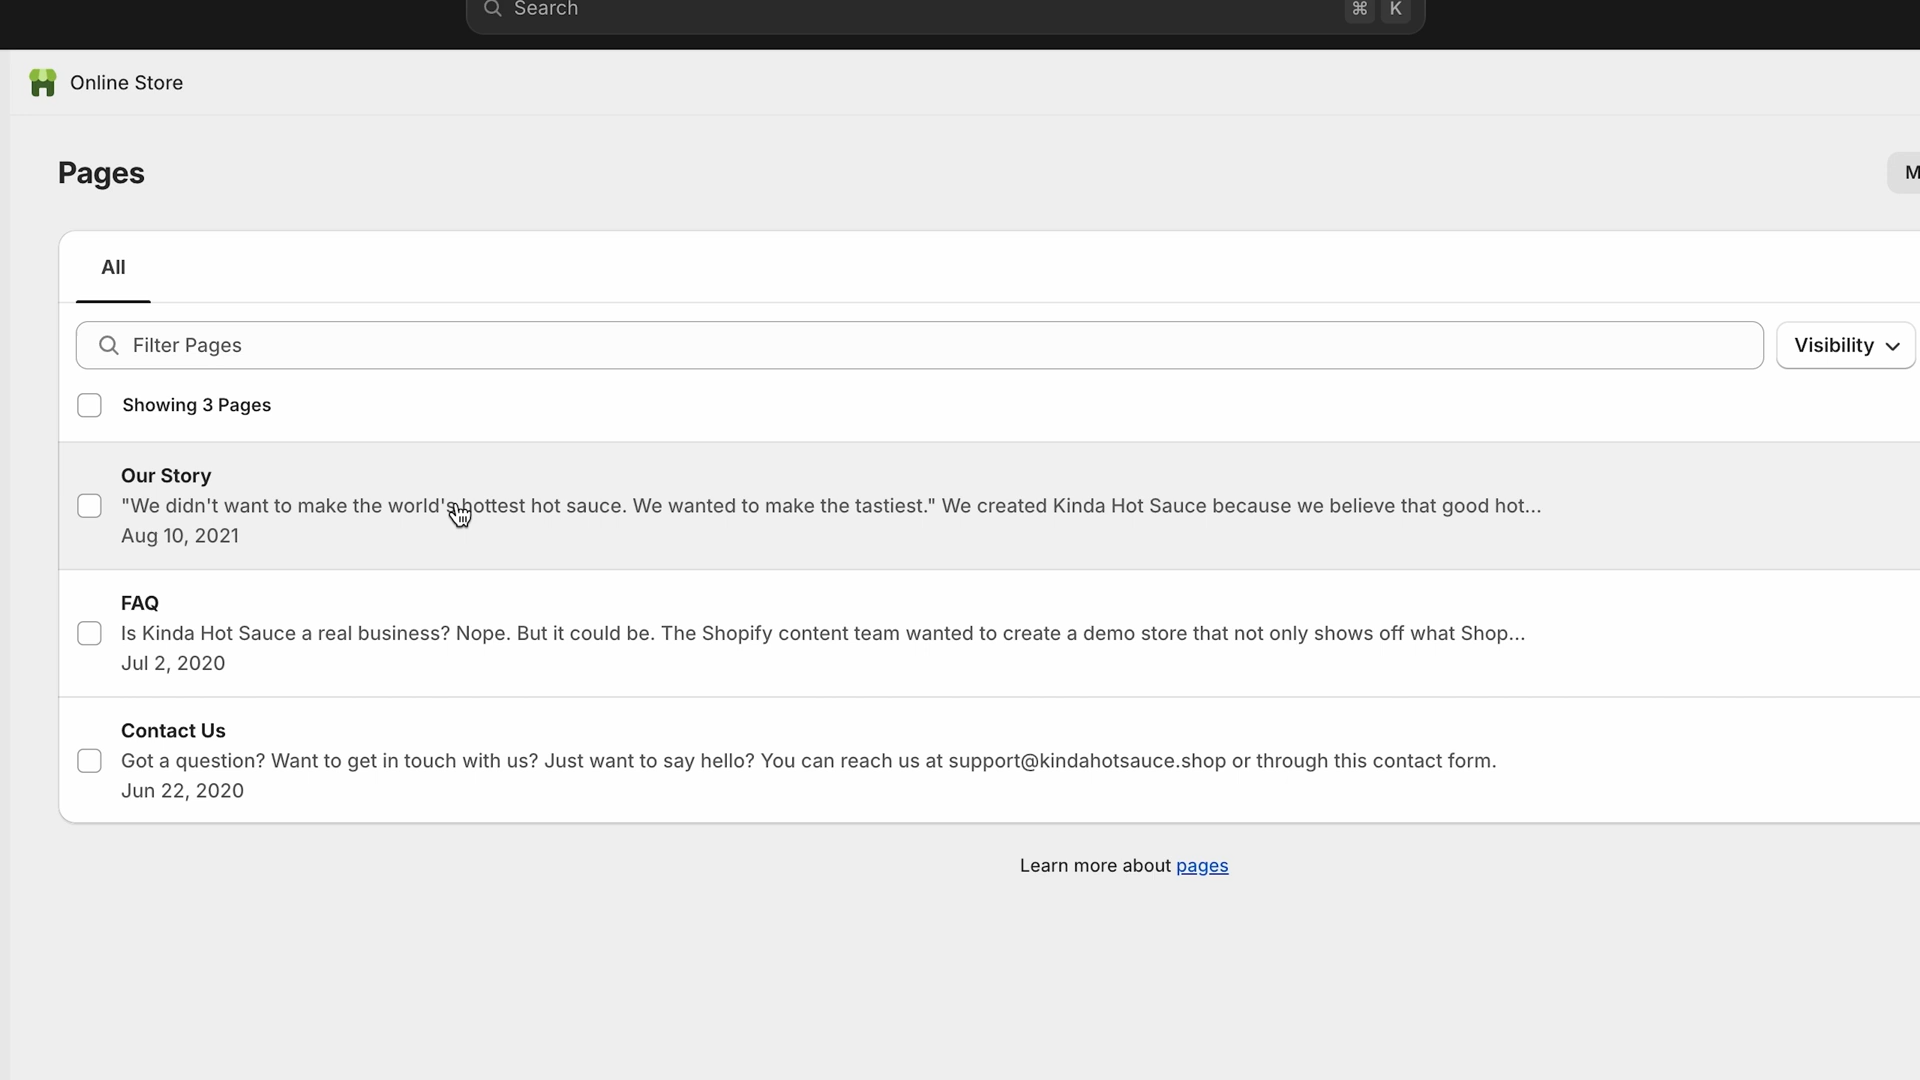 Search
⌘ K
Online Store
Pages
M
All
Filter Pages
Visibility
Showing 3 Pages
Our Story
"We didn't want to make the world's hottest hot sauce. We wanted to make the tastiest." We created Kinda Hot Sauce because we believe that good hot...
Aug 10, 2021
FAQ
Is Kinda Hot Sauce a real business? Nope. But it could be. The Shopify content team wanted to create a demo store that not only shows off what Shop...
Jul 2, 2020
Contact Us
Got a question? Want to get in touch with us? Just want to say hello? You can reach us at support@kindahotsauce.shop or through this contact form.
Jun 22, 2020
Learn more about pages